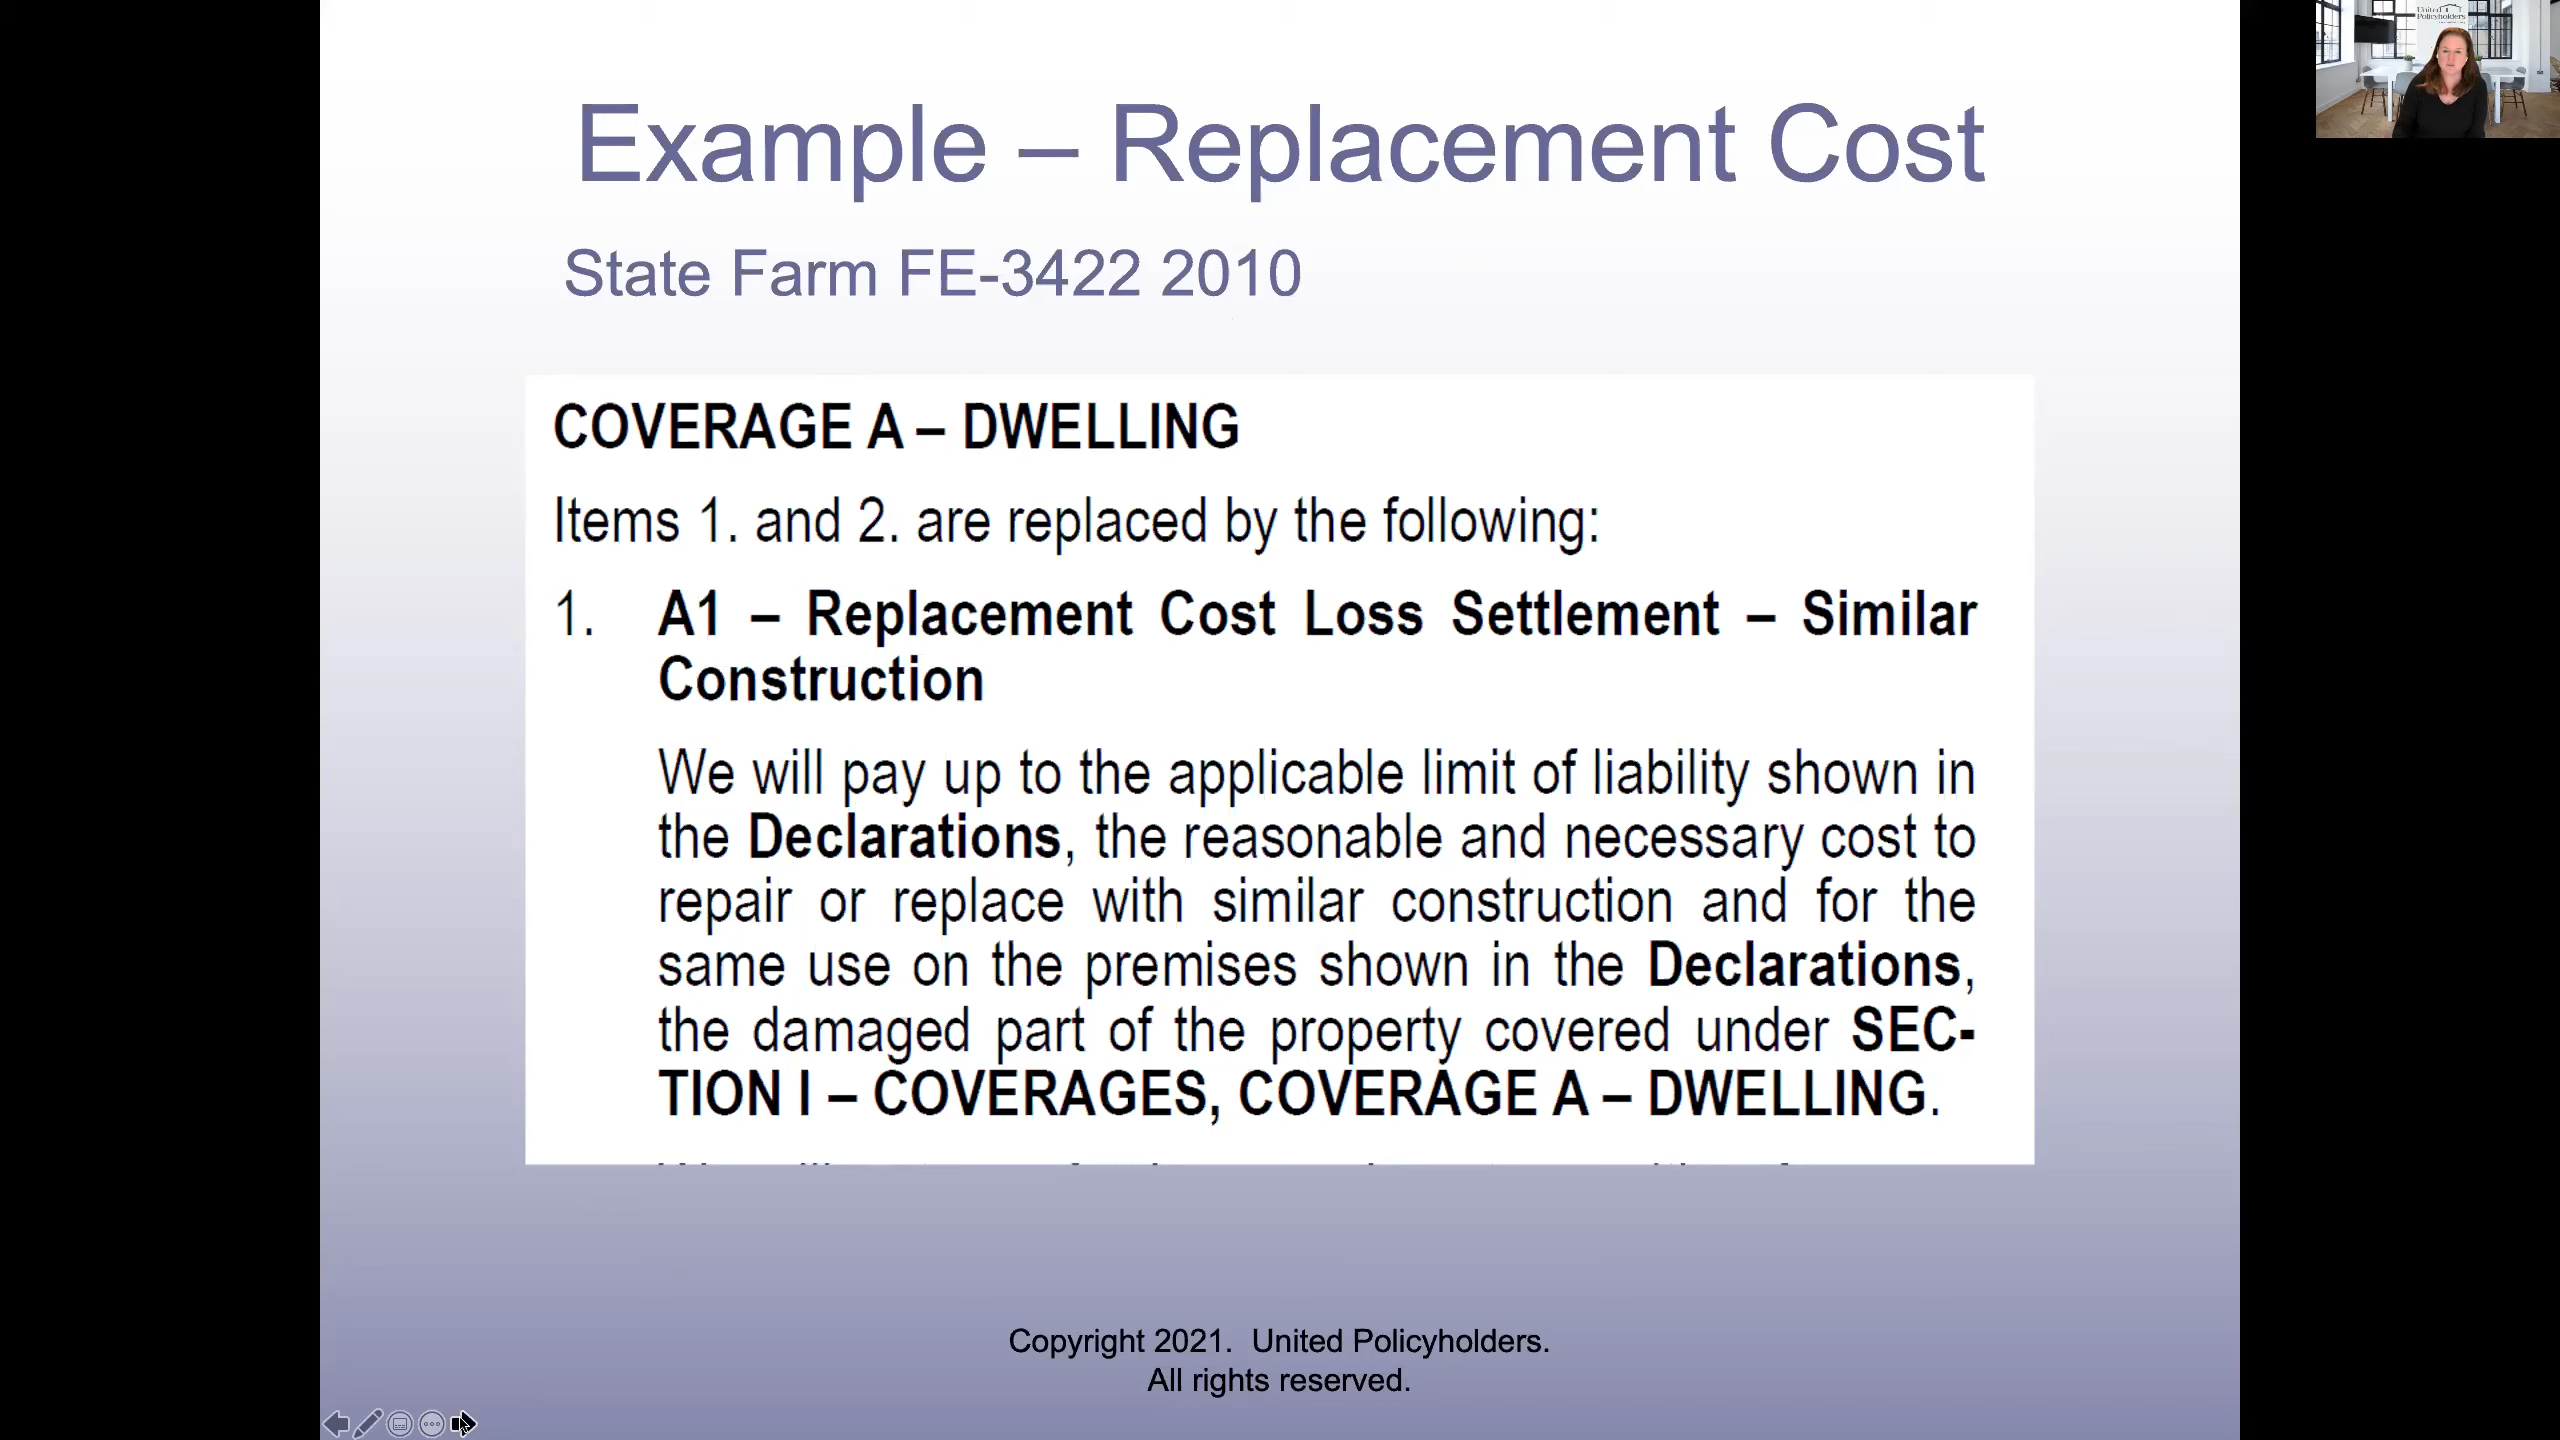 Example – Replacement Cost
State Farm FE-3422 2010
COVERAGE A – DWELLING
Items 1. and 2. are replaced by the following:
1. A1 – Replacement Cost Loss Settlement – Similar
Construction
We will pay up to the applicable limit of liability shown in
the Declarations, the reasonable and necessary cost to
repair or replace with similar construction and for the
same use on the premises shown in the Declarations,
the damaged part of the property covered under SEC-
TION I – COVERAGES, COVERAGE A – DWELLING.
Copyright 2021. United Policyholders.
All rights reserved.
United
Policyholders